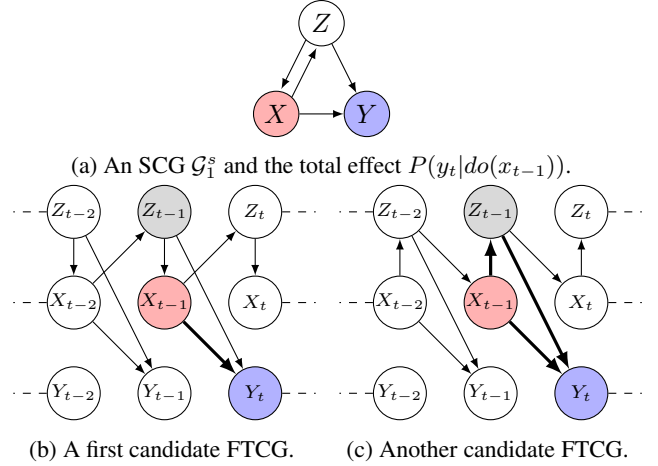 Z
X Y
(a) An SCG 𝒢₁ˢ and the total effect P(y_t|do(x_{t−1})).
Z_{t−2} Z_{t−1} Z_t Z_{t−2} Z_{t−1} Z_t
X_{t−2} X_{t−1} X_t X_{t−2} X_{t−1} X_t
Y_{t−2} Y_{t−1} Y_t Y_{t−2} Y_{t−1} Y_t
(b) A first candidate FTCG. (c) Another candidate FTCG.